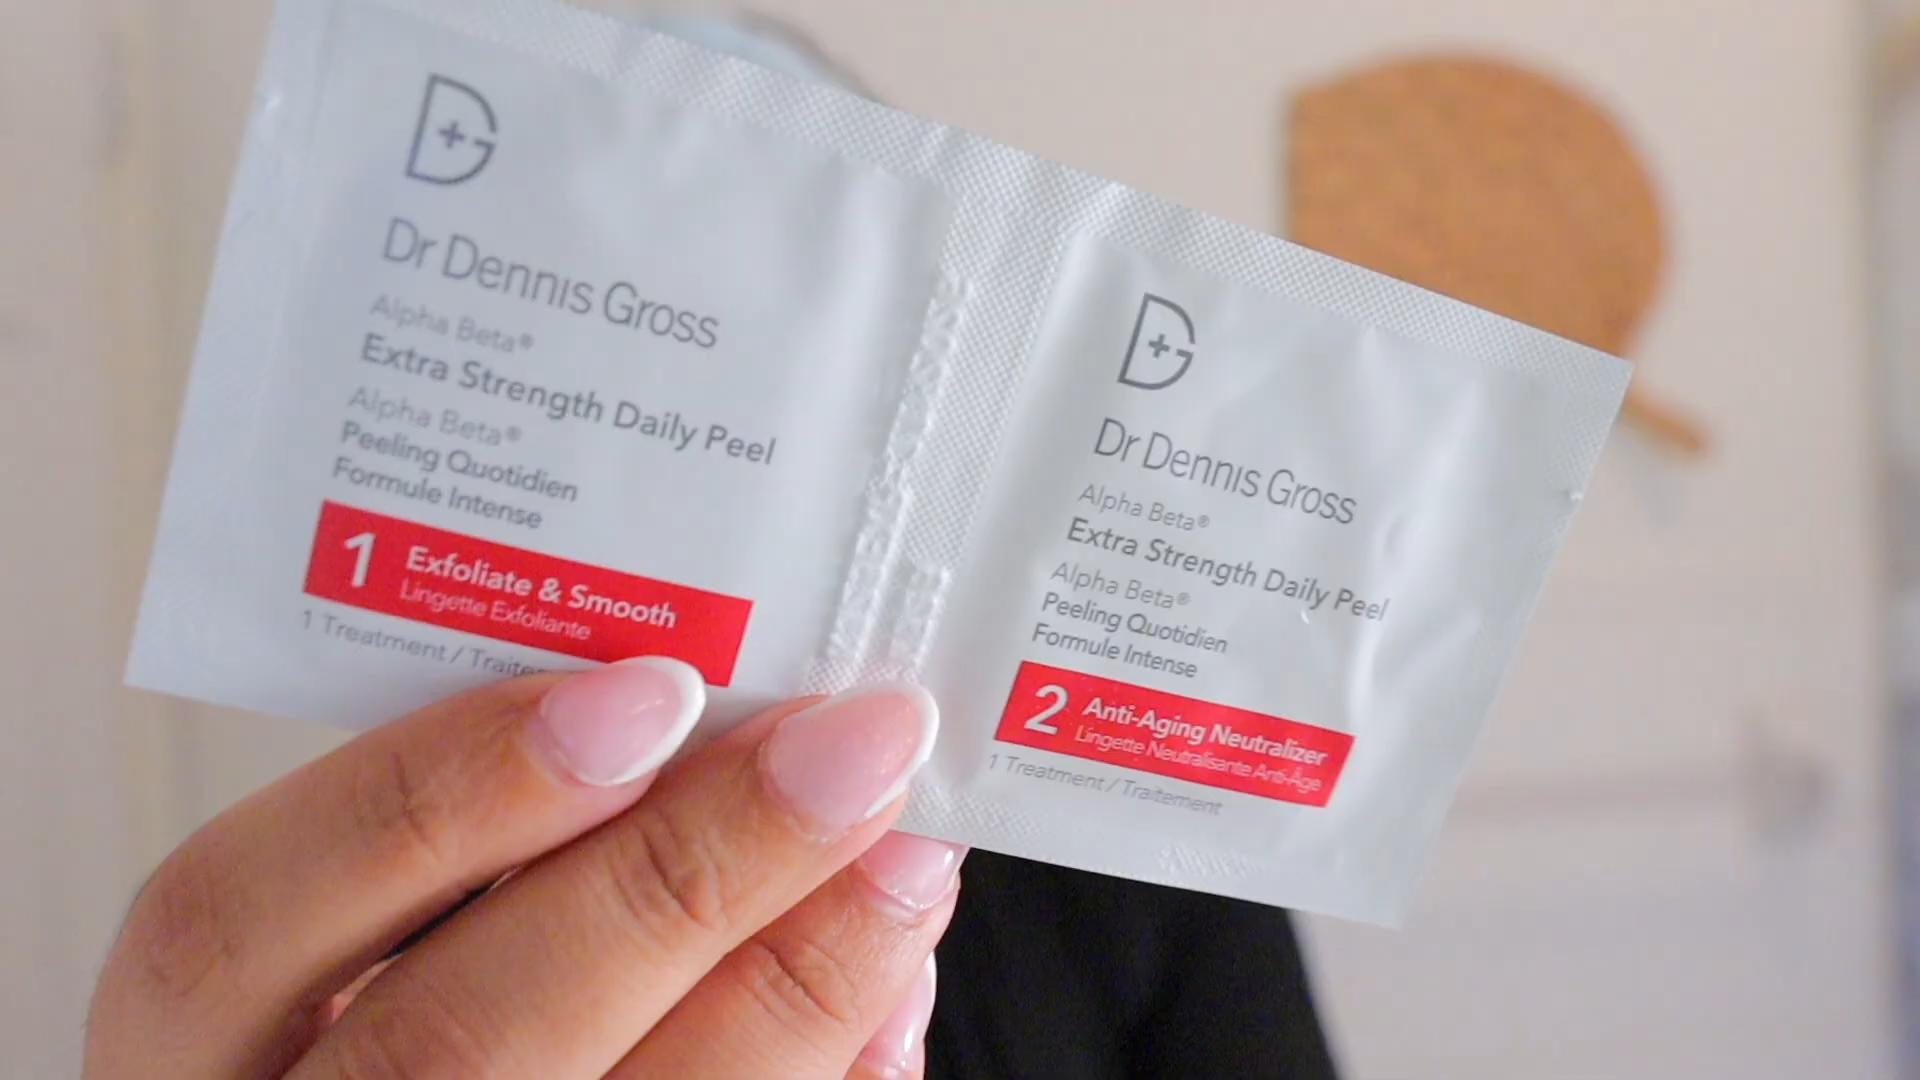 D+G
Dr Dennis Gross
Alpha Beta®
Extra Strength Daily Peel
Alpha Beta®
Peeling Quotidien
Formule Intense
1 Exfoliate & Smooth
Lingette Exfoliante
1 Treatment /
D+G
Dr Dennis Gross
Alpha Beta®
Extra Strength Daily Peel
Alpha Beta®
Peeling Quotidien
Formule Intense
2 Anti-Aging Neutralizer
Lingette Neutralisante Anti-Âge
1 Treatment / Traitement